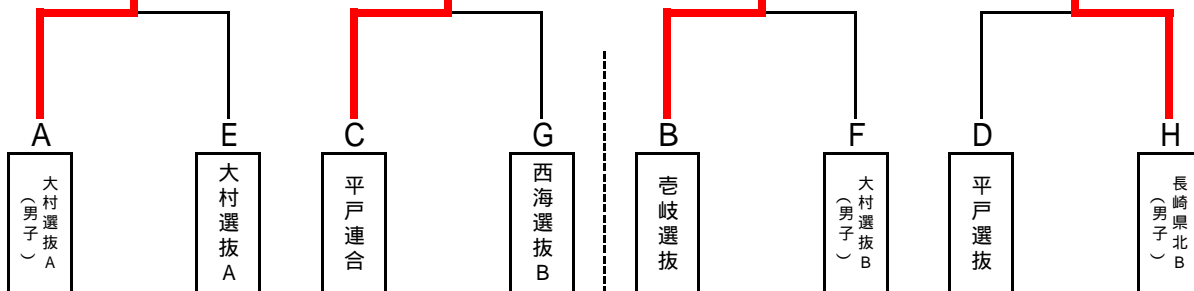 A
E
C
G
B
F
D
H
大村選抜A
(男子)
大村選抜A
平戸連合
西海選抜B
壱岐選抜
大村選抜B
(男子)
平戸選抜
長崎県北B
(男子)